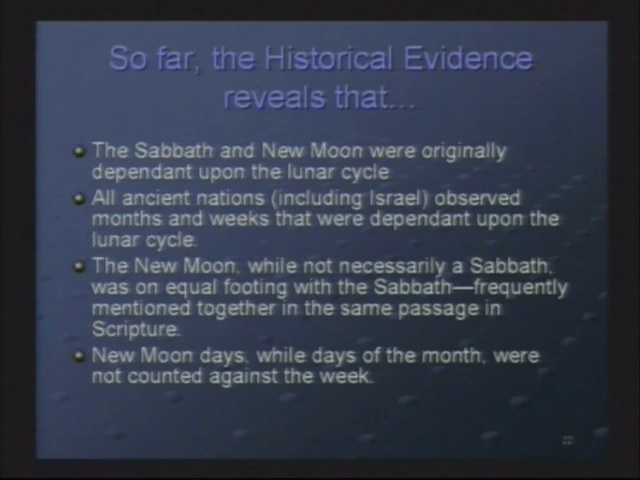 So far, the Historical Evidence
reveals that...
The Sabbath and New Moon were originally
dependant upon the lunar cycle
All ancient nations (including Israel) observed
months and weeks that were dependant upon the
lunar cycle.
The New Moon, while not necessarily a Sabbath,
was on equal footing with the Sabbath—frequently
mentioned together in the same passage in
Scripture.
New Moon days, while days of the month, were
not counted against the week.
22